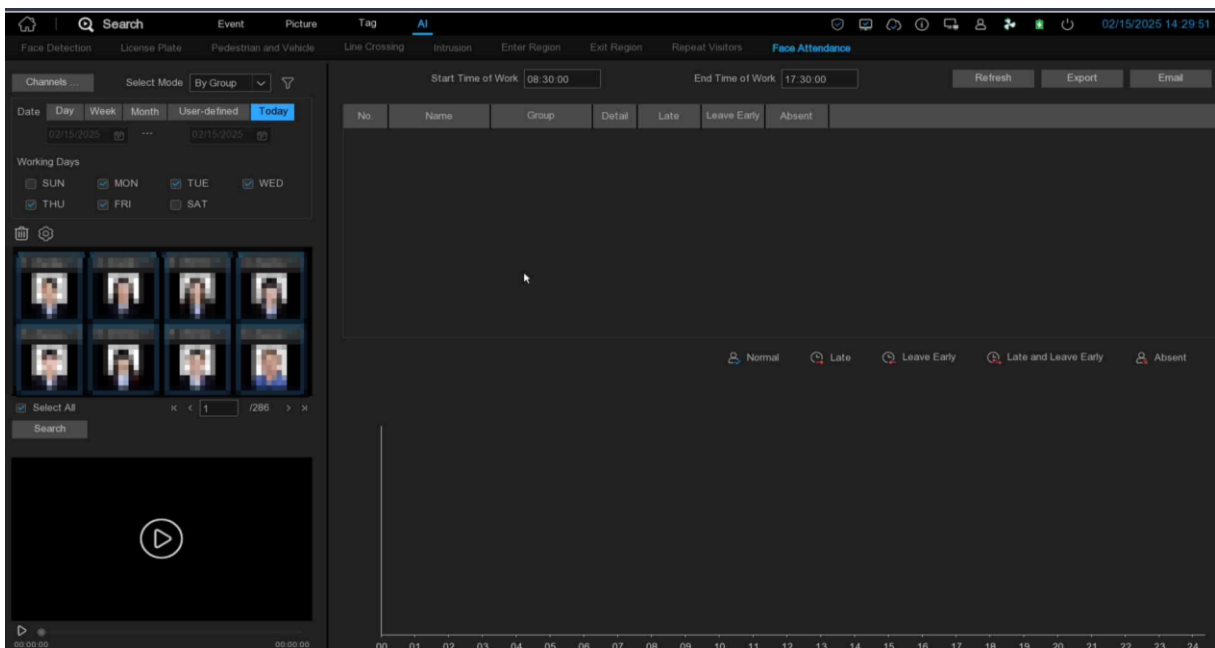 Search Event Picture Tag AI 02/15/2025 14:29:51
Face Detection License Plate Pedestrian and Vehicle Line Crossing Intrusion Enter Region Exit Region Repeat Visitors Face Attendance
Channels ... Select Mode By Group Start Time of Work 08:30:00 End Time of Work 17:30:00 Refresh Export Email
Date Day Week Month User-defined Today
No. Name Group Detail Late Leave Early Absent
02/15/2025 --- 02/15/2025
Working Days
SUN MON TUE WED
THU FRI SAT
Normal Late Leave Early Late and Leave Early Absent
Select All 1 /286
Search
00:00:00 00:00:00
00 01 02 03 04 05 06 07 08 09 10 11 12 13 14 15 16 17 18 19 20 21 22 23 24